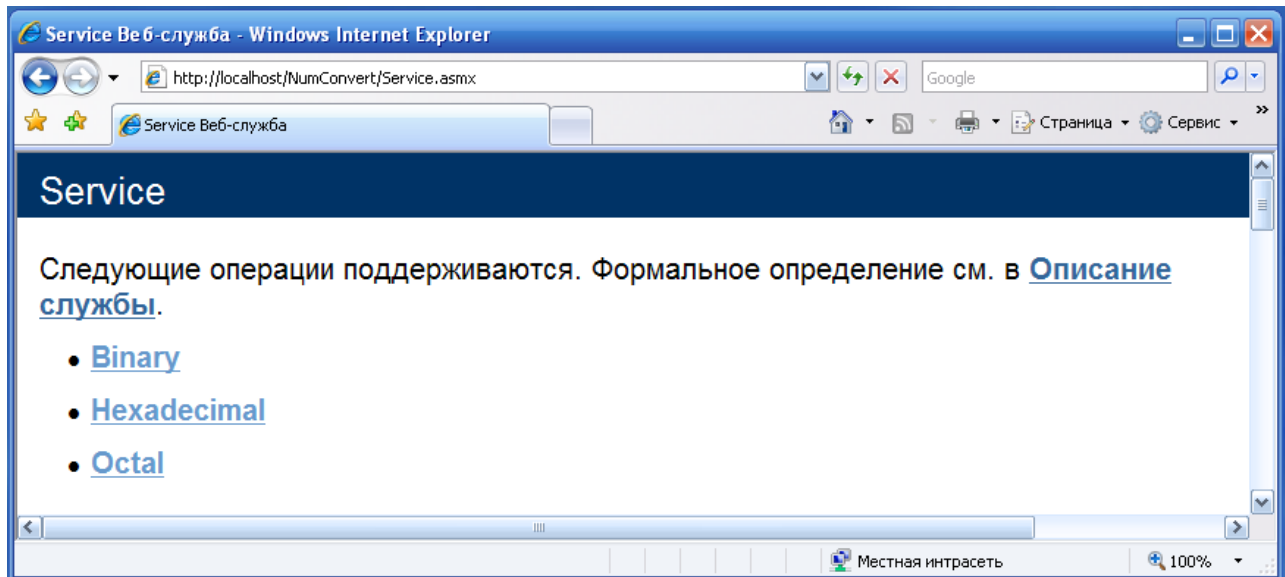 Service Веб-служба - Windows Internet Explorer
http://localhost/NumConvert/Service.asmx
Google
Service Веб-служба
Страница
Сервис
»
Service
Следующие операции поддерживаются. Формальное определение см. в Описание
службы.
• Binary
• Hexadecimal
• Octal
Местная интрасеть
100%